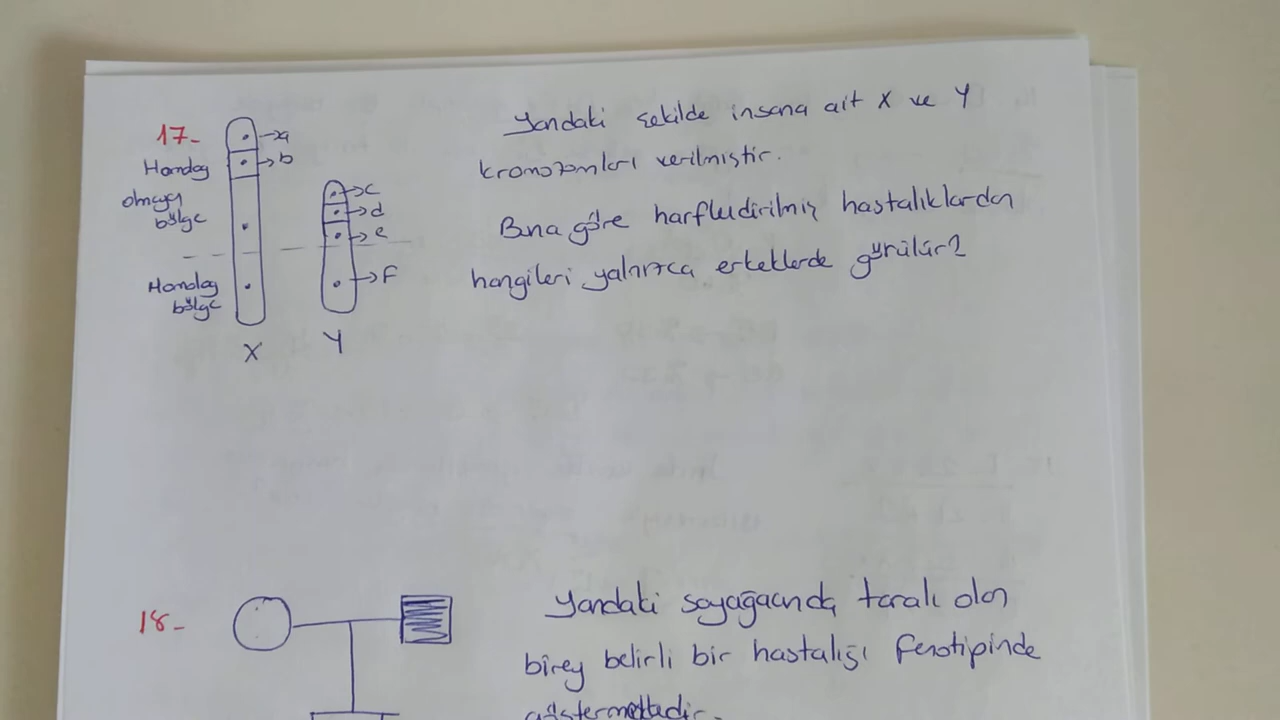 17-
a
b
Homolog
olmayan
bölge
c
d
e
Homolog
bölge
F
X
Y
Yandaki şekilde insana ait X ve Y
kromozomları verilmiştir.
Buna göre harflendirilmiş hastalıklardan
hangileri yalnızca erkeklerde görülür?
18-
Yandaki soyağacında taralı olan
birey belirli bir hastalığı fenotipinde
göstermektedir.